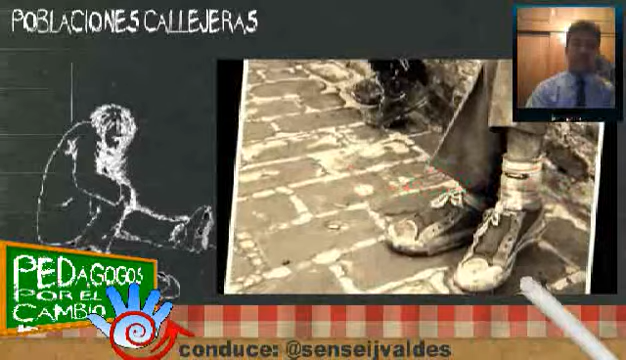 POBLACIONES CALLEJERAS
PEDAGOGOS
POR EL
CAMBIO
conduce: @senseijvaldes